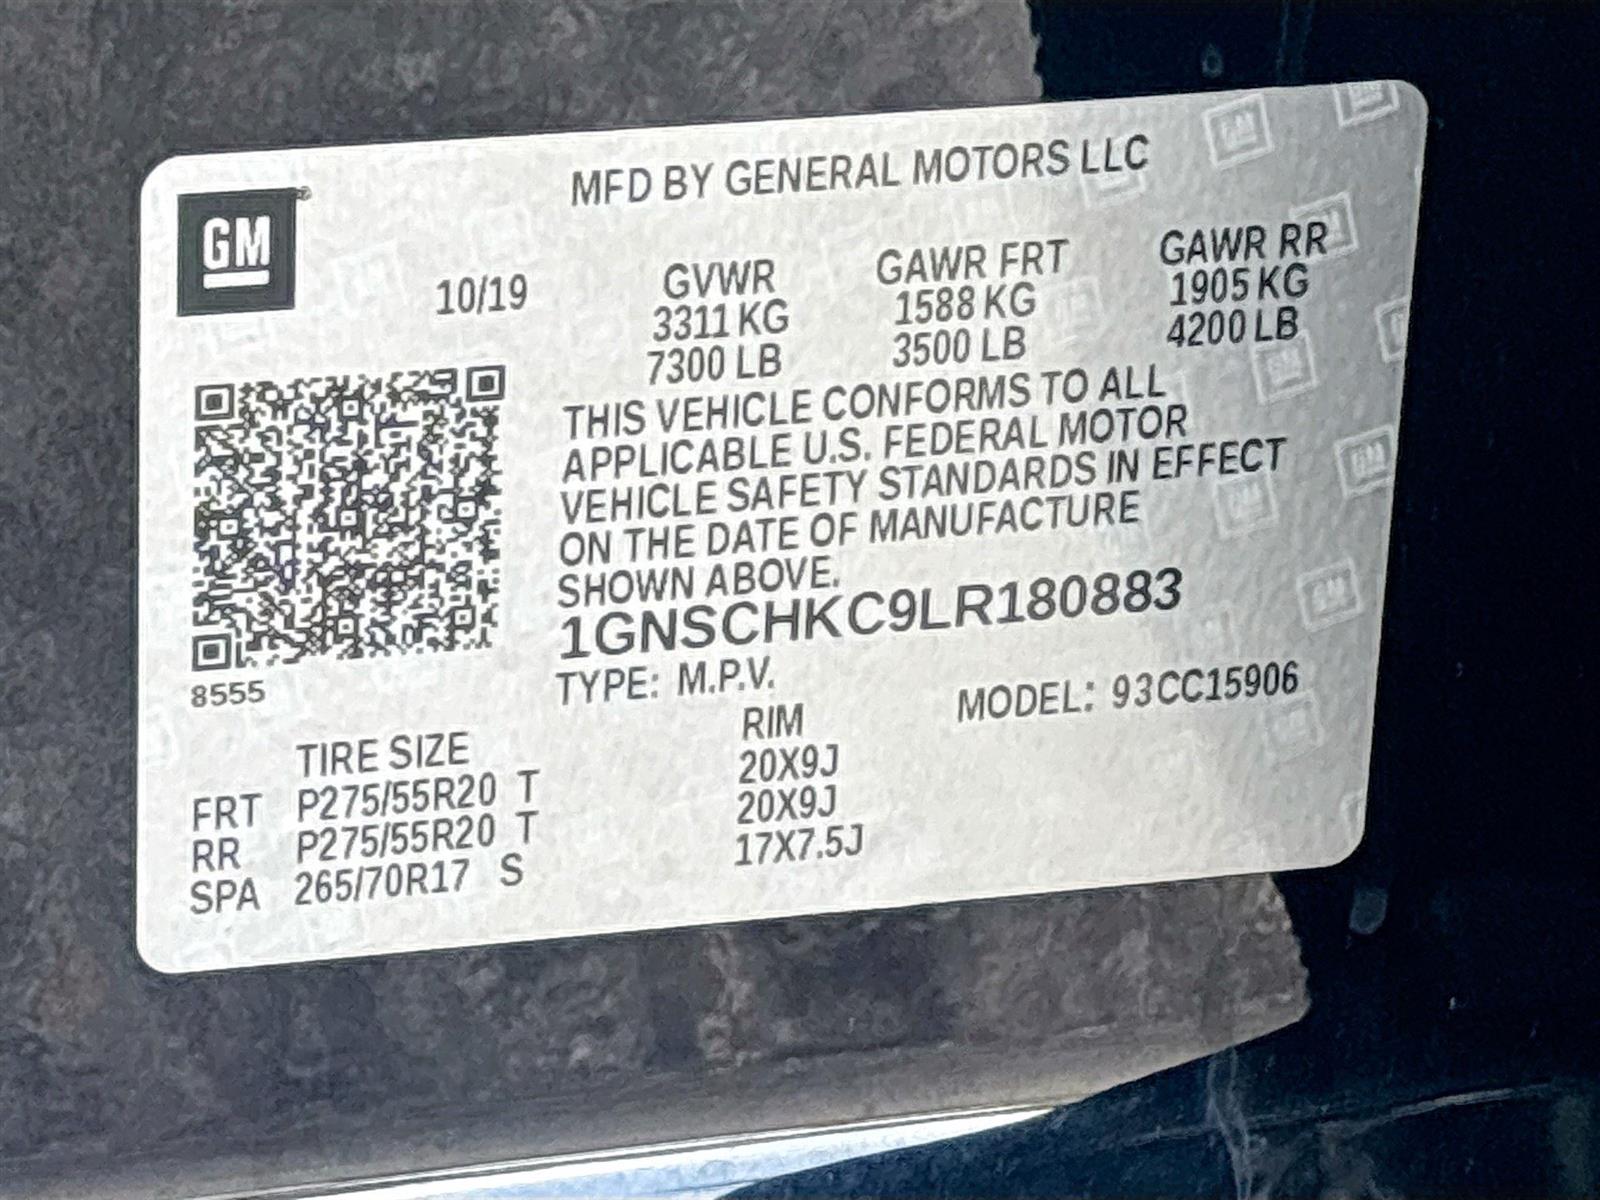 MFD BY GENERAL MOTORS LLC
GM
10/19
GVWR GAWR FRT GAWR RR
3311 KG 1588 KG 1905 KG
7300 LB 3500 LB 4200 LB
THIS VEHICLE CONFORMS TO ALL
APPLICABLE U.S. FEDERAL MOTOR
VEHICLE SAFETY STANDARDS IN EFFECT
ON THE DATE OF MANUFACTURE
SHOWN ABOVE.
1GNSCHKC9LR180883
8555
TYPE: M.P.V. MODEL: 93CC15906
TIRE SIZE RIM
FRT P275/55R20 T 20X9J
RR P275/55R20 T 20X9J
SPA 265/70R17 S 17X7.5J